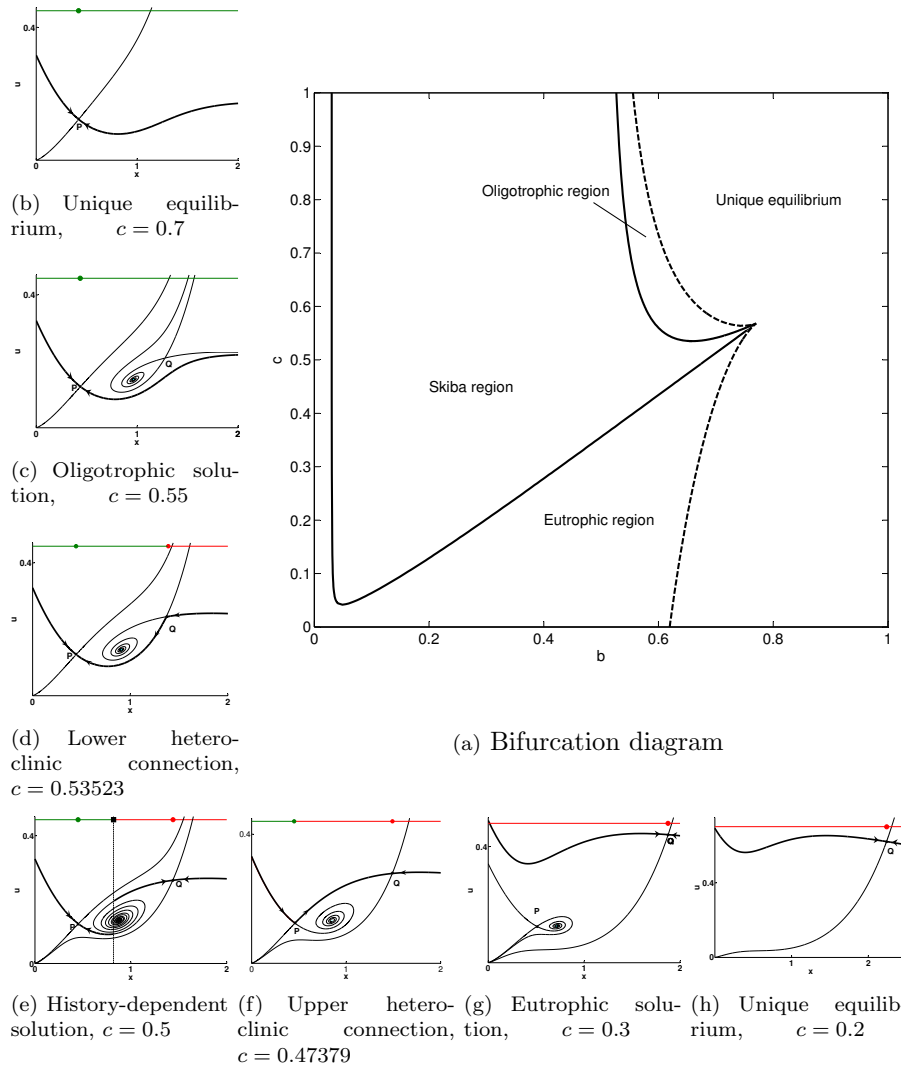 0.4
u
P
0
1
x
2
(b) Unique equilib-
rium, c = 0.7
0.4
u
P
Q
0
1
x
2
(c) Oligotrophic solu-
tion, c = 0.55
0.4
u
P
Q
0
1
x
2
(d) Lower hetero-
clinic connection,
c = 0.53523
1
0.9
0.8
0.7
0.6
0.5
0.4
0.3
0.2
0.1
0
c
0
0.2
0.4
0.6
0.8
1
b
Oligotrophic region
Unique equilibrium
Skiba region
Eutrophic region
(a) Bifurcation diagram
0.4
u
P
Q
0
0
1
x
2
(e) History-dependent
solution, c = 0.5
0.4
u
P
Q
0
0
1
x
2
(f) Upper hetero-
clinic connection,
c = 0.47379
0.4
u
P
Q
0
0
1
x
2
(g) Eutrophic solu-
tion, c = 0.3
0.4
u
Q
0
0
1
x
2
(h) Unique equilib-
rium, c = 0.2